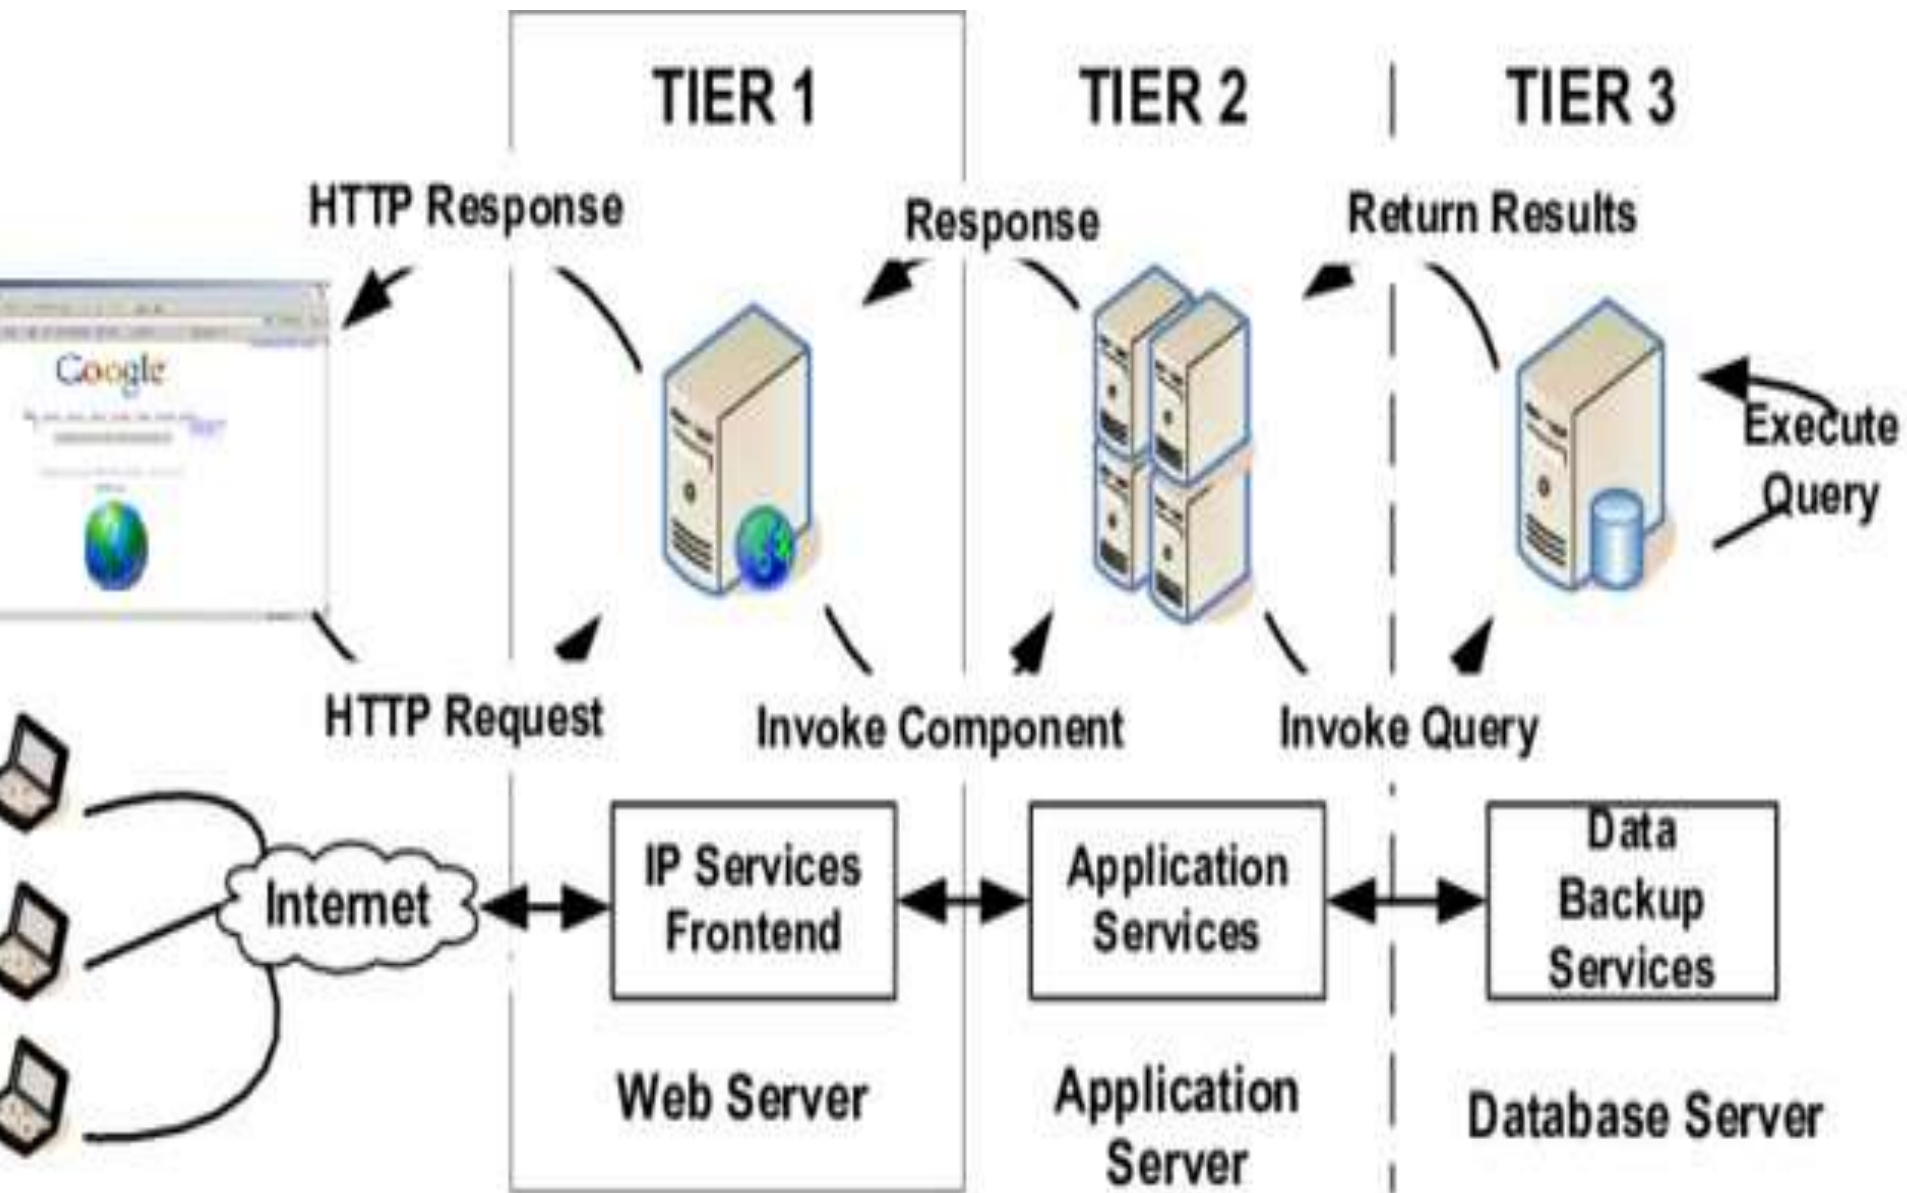 TIER 1
TIER 2
TIER 3
HTTP Response
Response
Return Results
Google
Execute
Query
HTTP Request
Invoke Component
Invoke Query
Internet
IP Services
Frontend
Application
Services
Data
Backup
Services
Web Server
Application
Server
Database Server